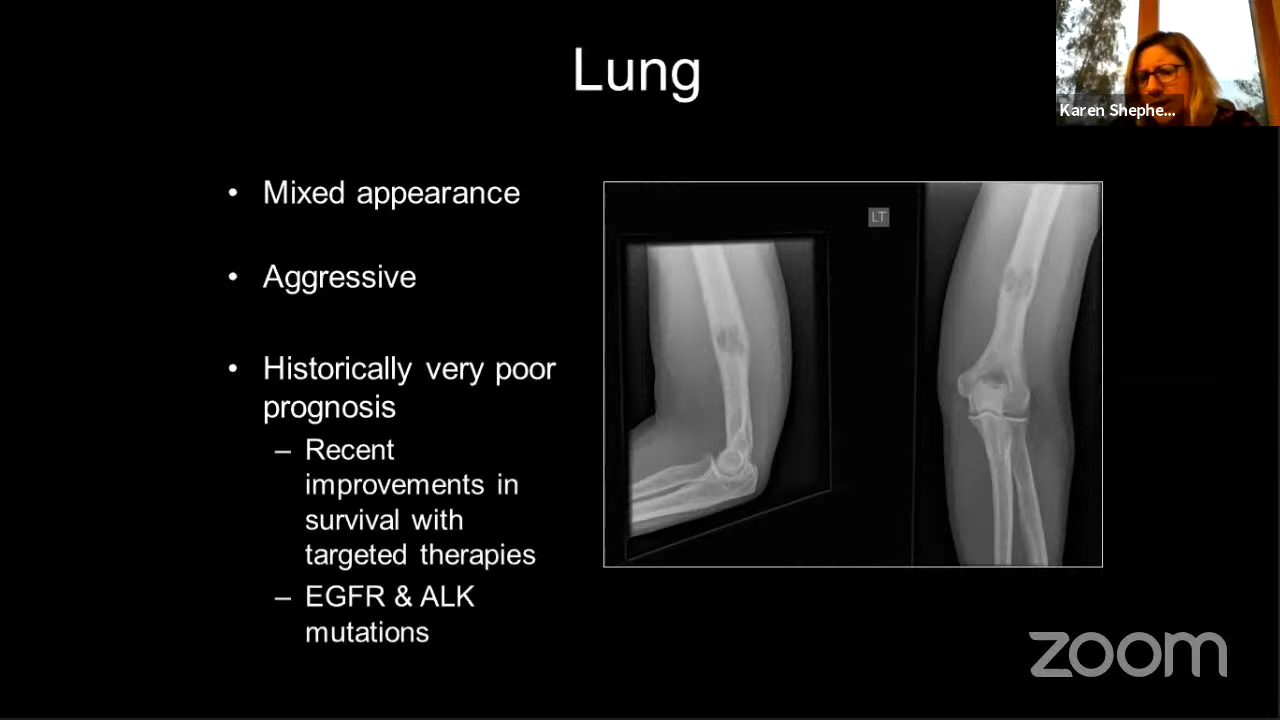 Lung
Karen Shephe...
• Mixed appearance
• Aggressive
• Historically very poor
prognosis
– Recent
improvements in
survival with
targeted therapies
– EGFR & ALK
mutations
LT
zoom